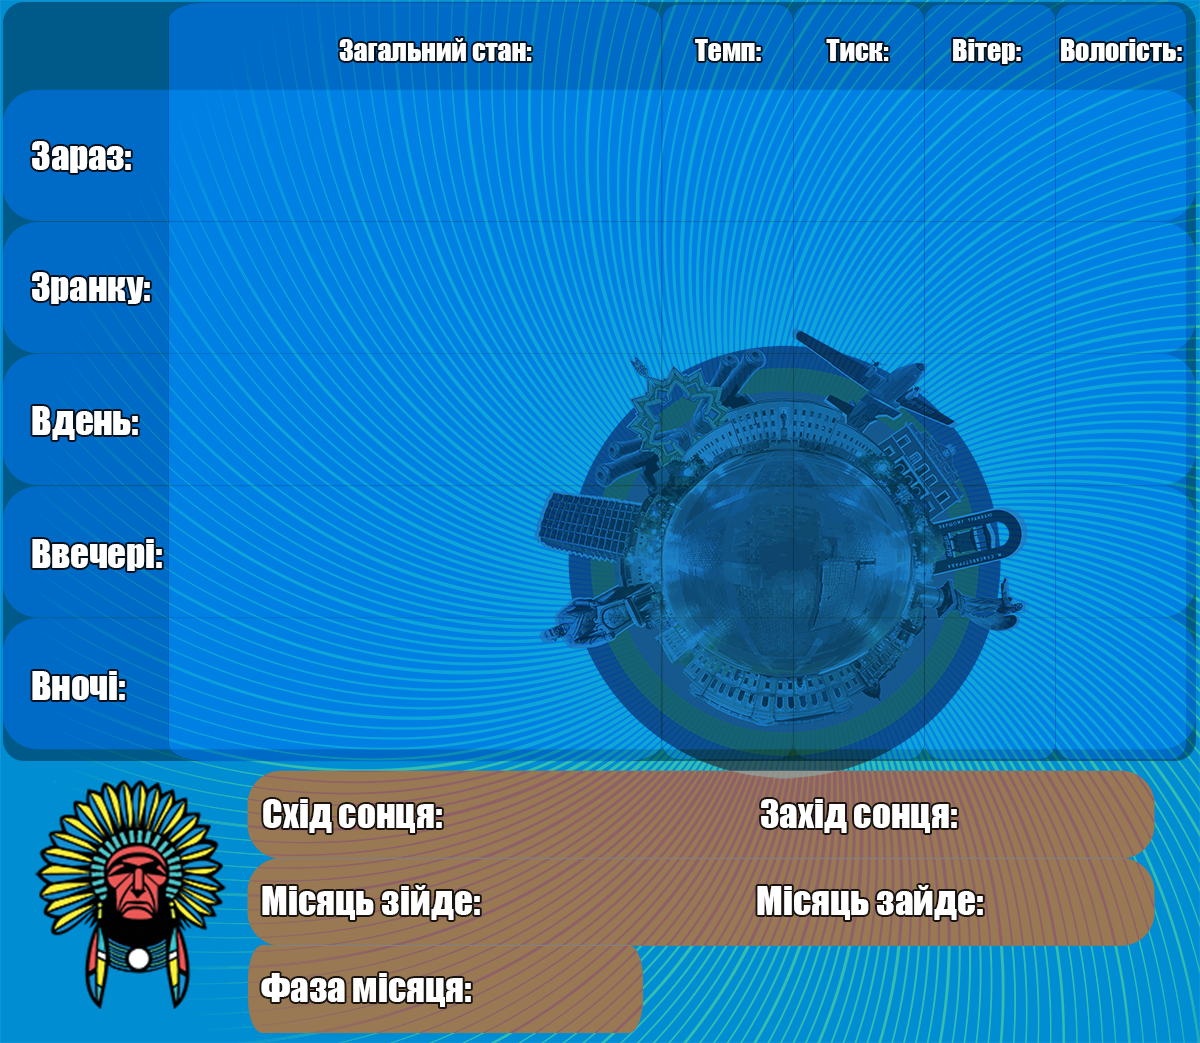 Загальний стан: Темп: Тиск: Вітер: Вологість:
Зараз:
Зранку:
Вдень:
Ввечері:
Вночі:
Схід сонця: Захід сонця:
Місяць зійде: Місяць зайде:
Фаза місяця: